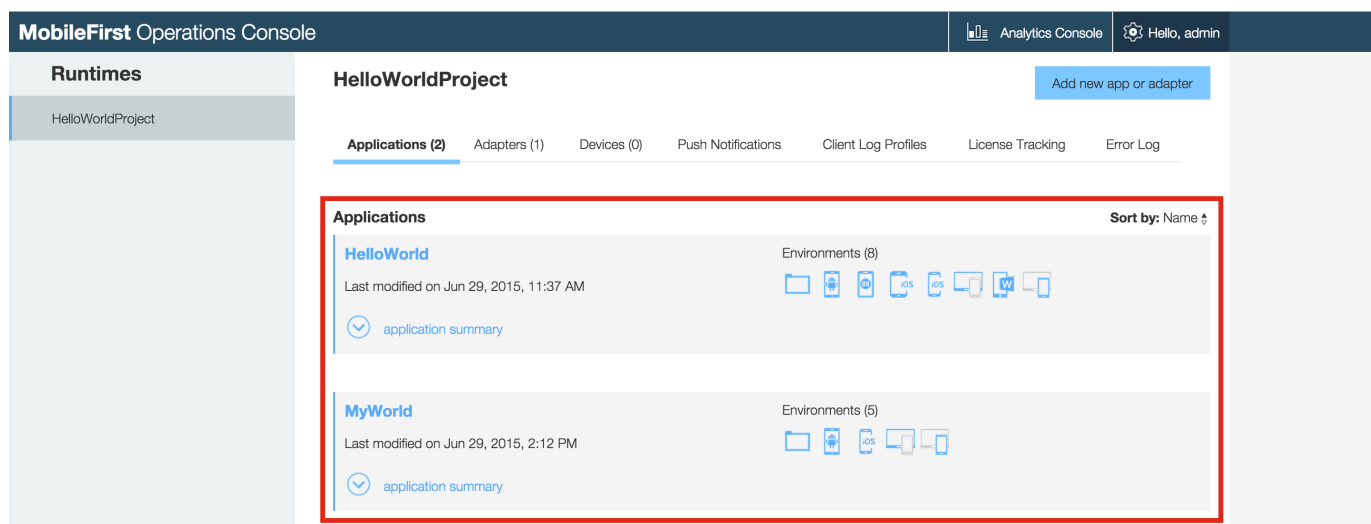 MobileFirst Operations Console
Analytics Console
Hello, admin
Runtimes
HelloWorldProject
HelloWorldProject
Add new app or adapter
Applications (2) Adapters (1) Devices (0) Push Notifications Client Log Profiles License Tracking Error Log
Applications
Sort by: Name
HelloWorld
Environments (8)
Last modified on Jun 29, 2015, 11:37 AM
iOS iOS W
application summary
MyWorld
Environments (5)
Last modified on Jun 29, 2015, 2:12 PM
iOS
application summary